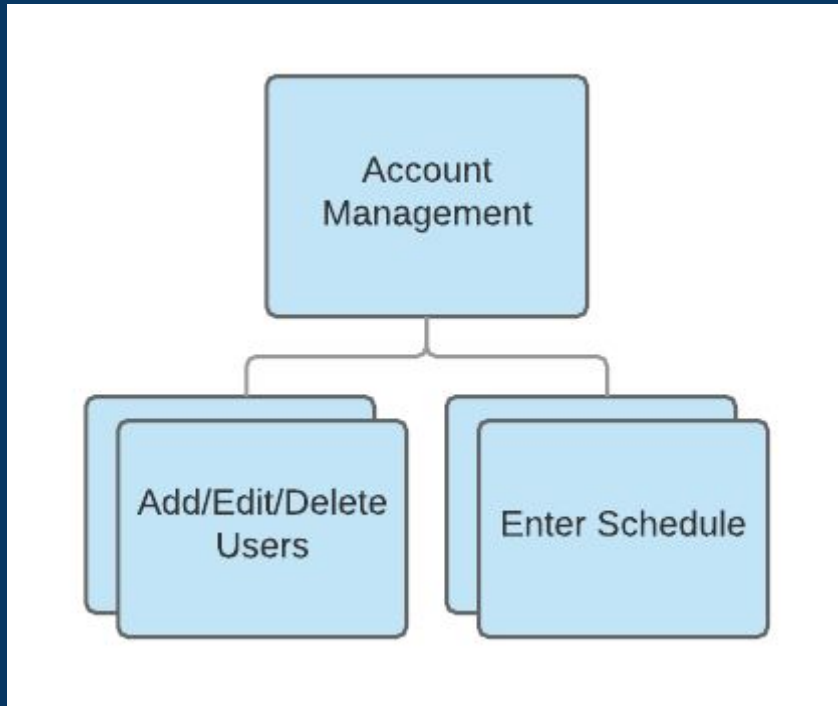 Account
Management
Add/Edit/Delete
Users
Enter Schedule